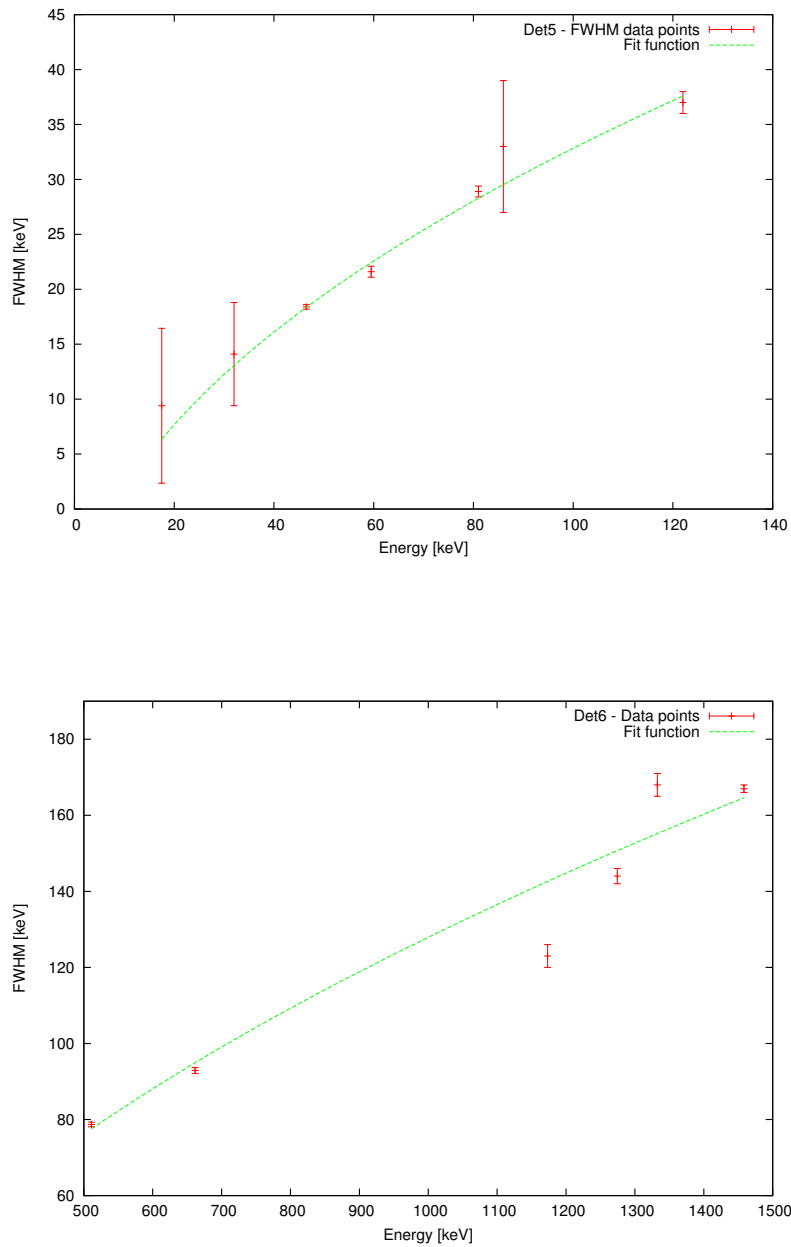 45
40
35
30
25
20
15
10
5
0
FWHM [keV]
Det5 - FWHM data points
Fit function
0 20 40 60 80 100 120 140
Energy [keV]
180
160
140
120
100
80
60
FWHM [keV]
Det6 - Data points
Fit function
500 600 700 800 900 1000 1100 1200 1300 1400 1500
Energy [keV]